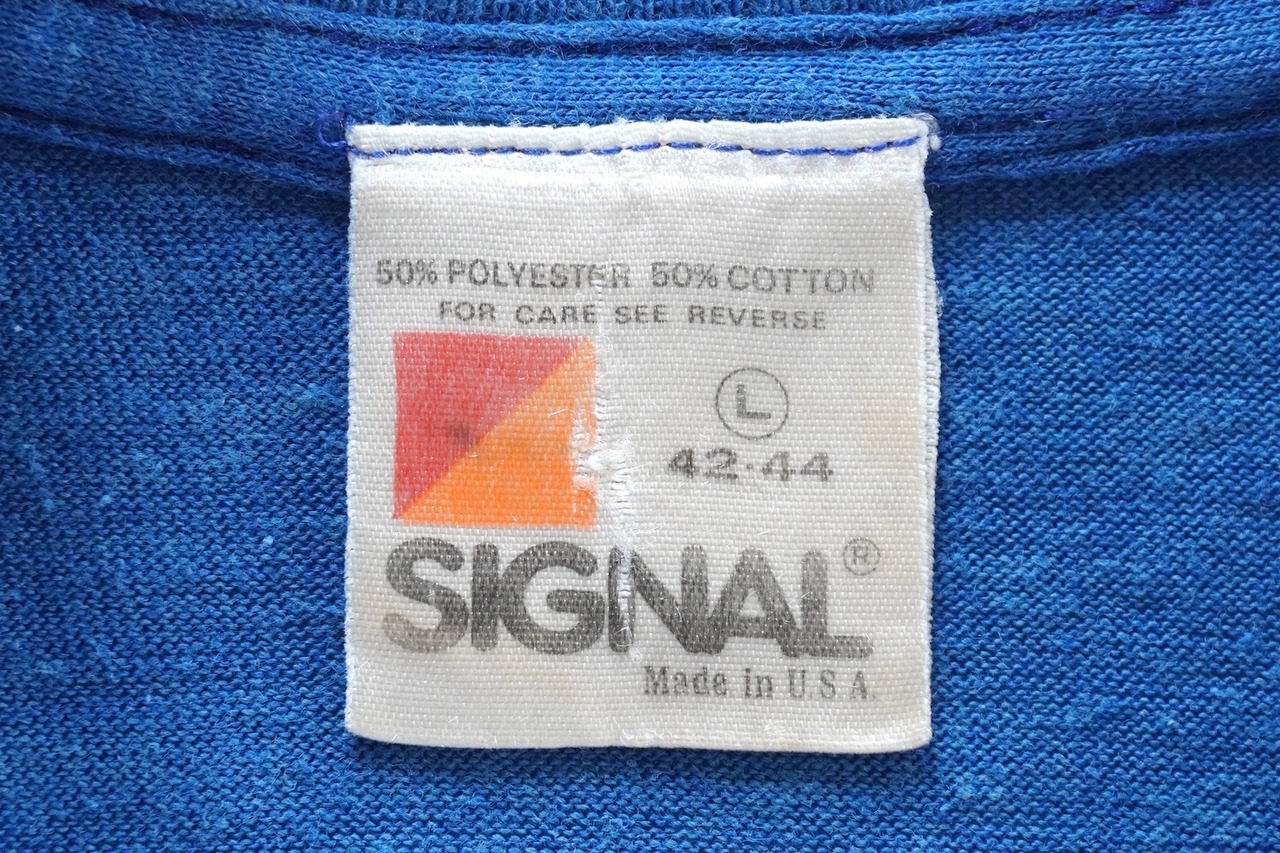 50% POLYESTER 50% COTTON
FOR CARE SEE REVERSE
L
42·44
SIGNAL®
Made in U.S.A.